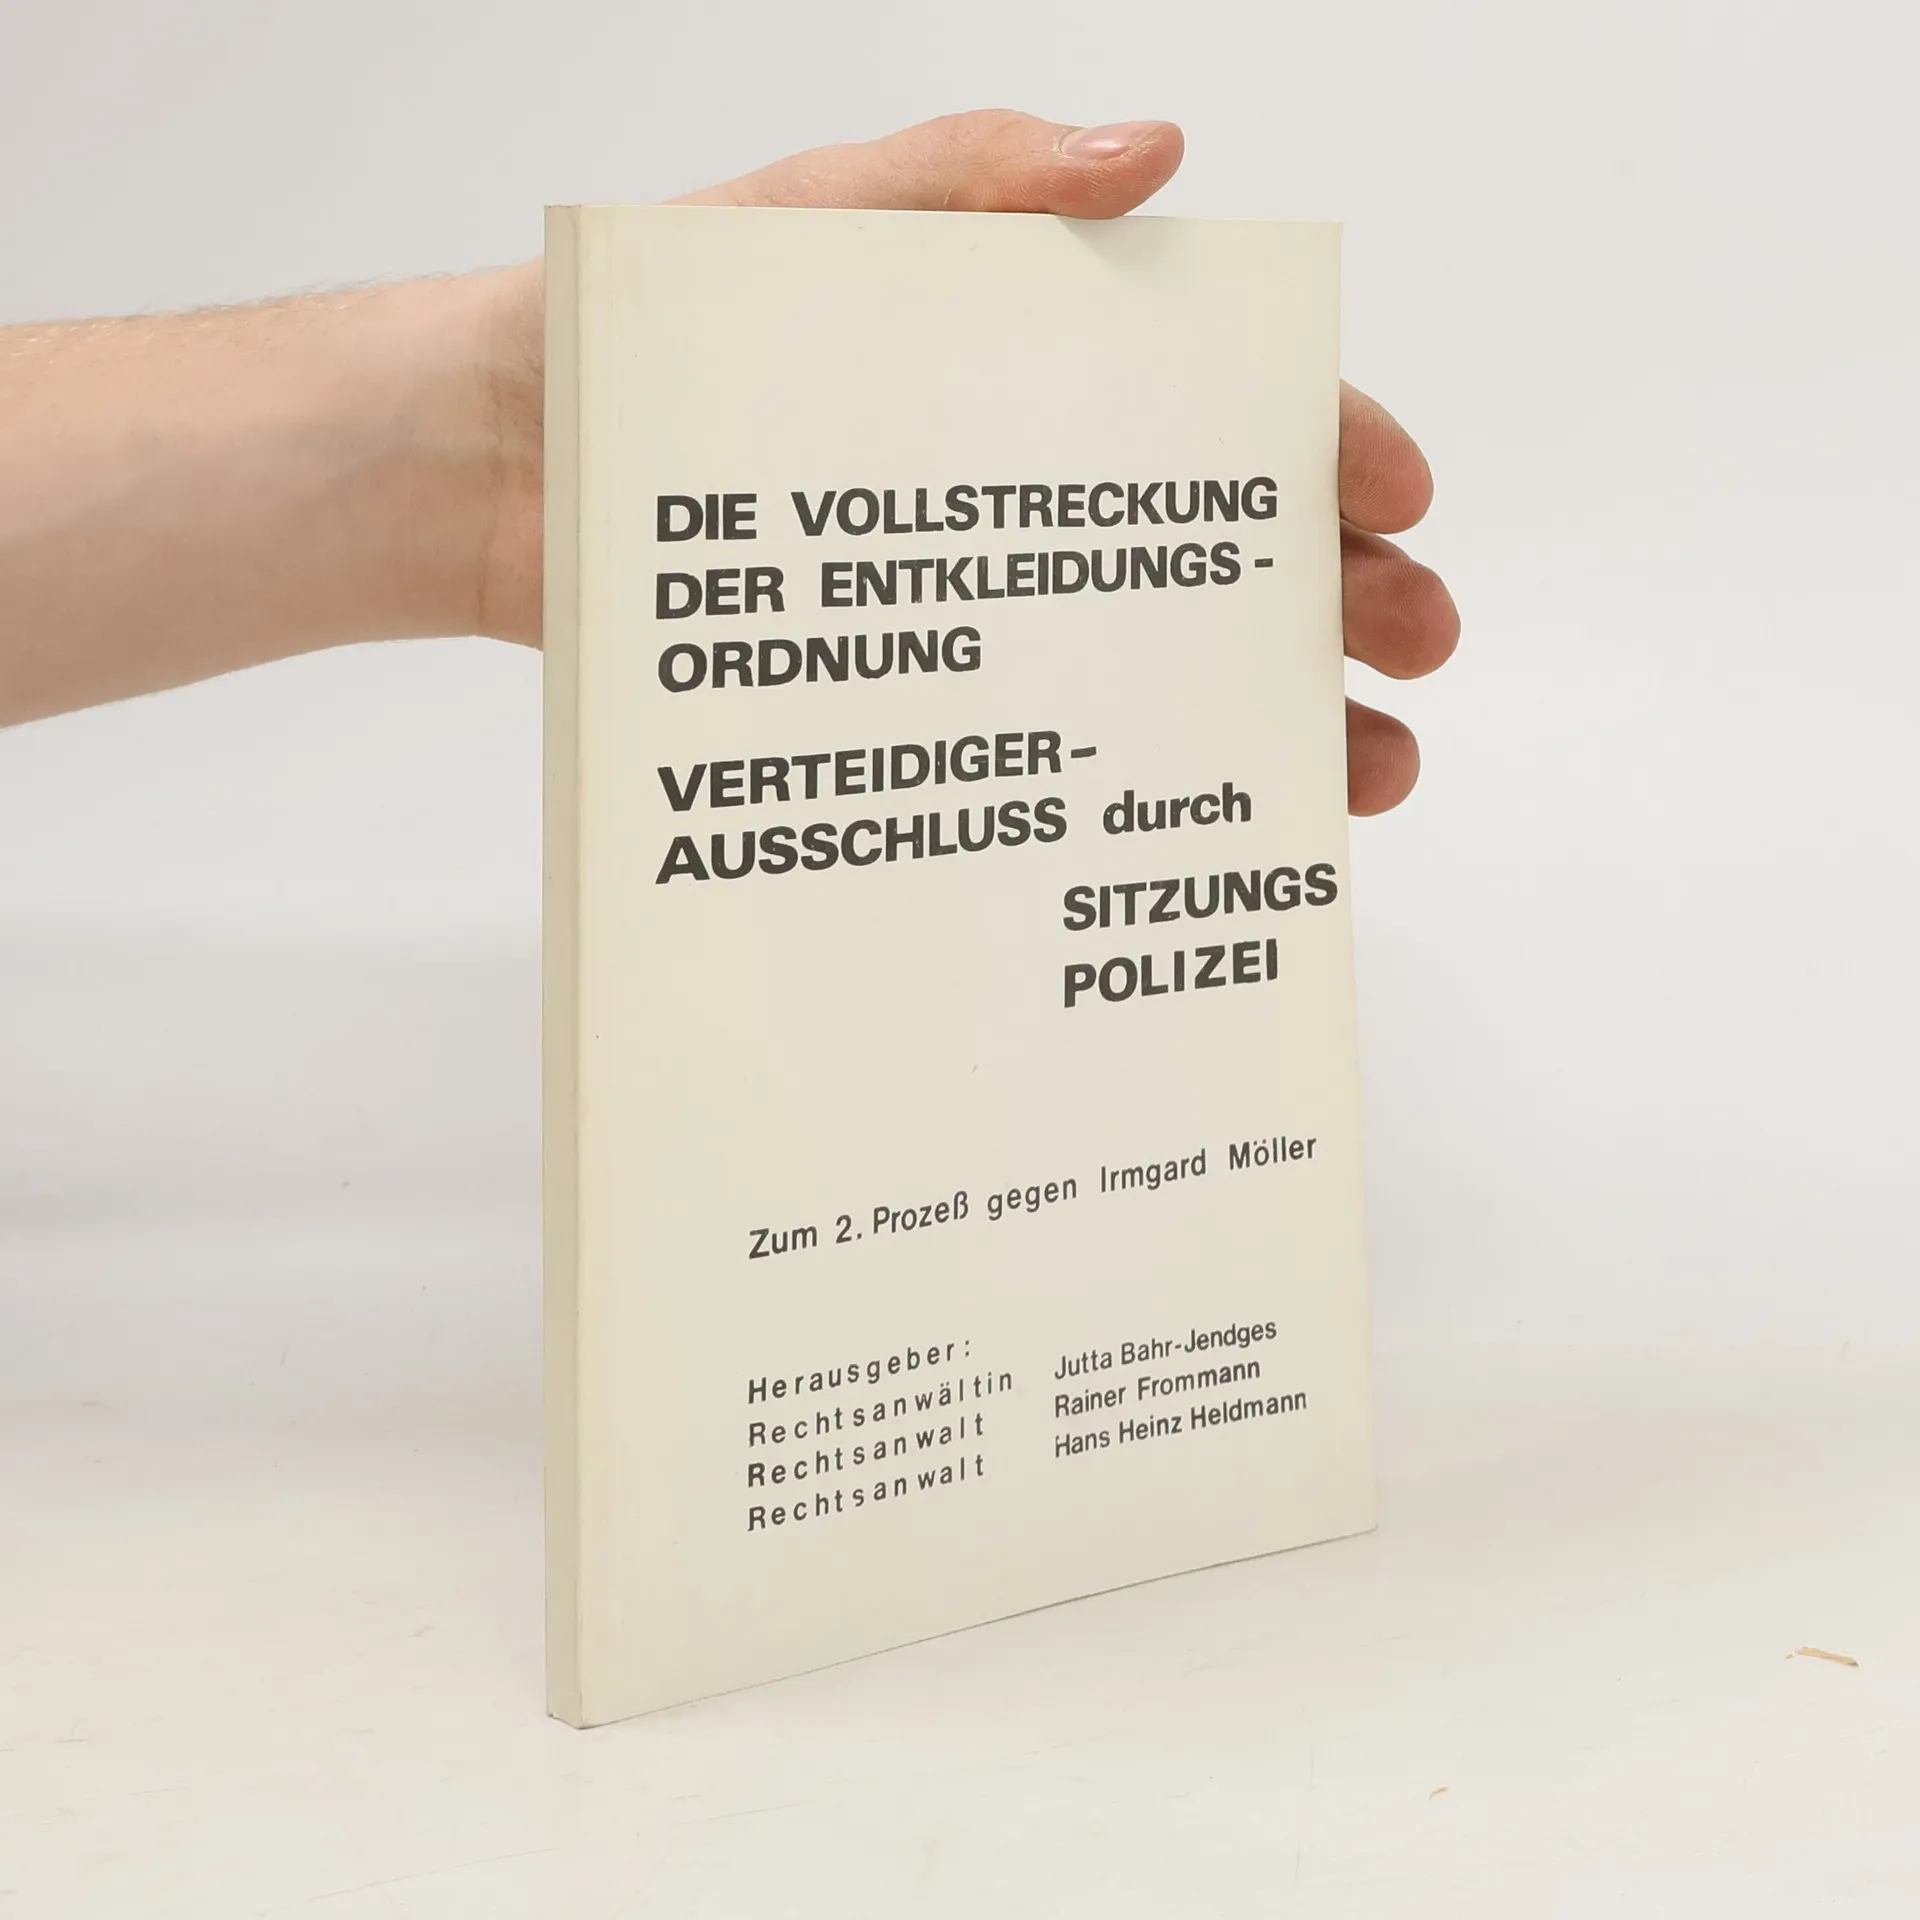 DIE VOLLSTRECKUNG
DER ENTKLEIDUNGS-
ORDNUNG
VERTEIDIGER-
AUSSCHLUSS durch
SITZUNGS
POLIZEI
Zum 2. Prozeß gegen Irmgard Möller
Herausgeber:
Rechtsanwältin Jutta Bahr-Jendges
Rechtsanwalt Rainer Frommann
Rechtsanwalt Hans Heinz Heldmann